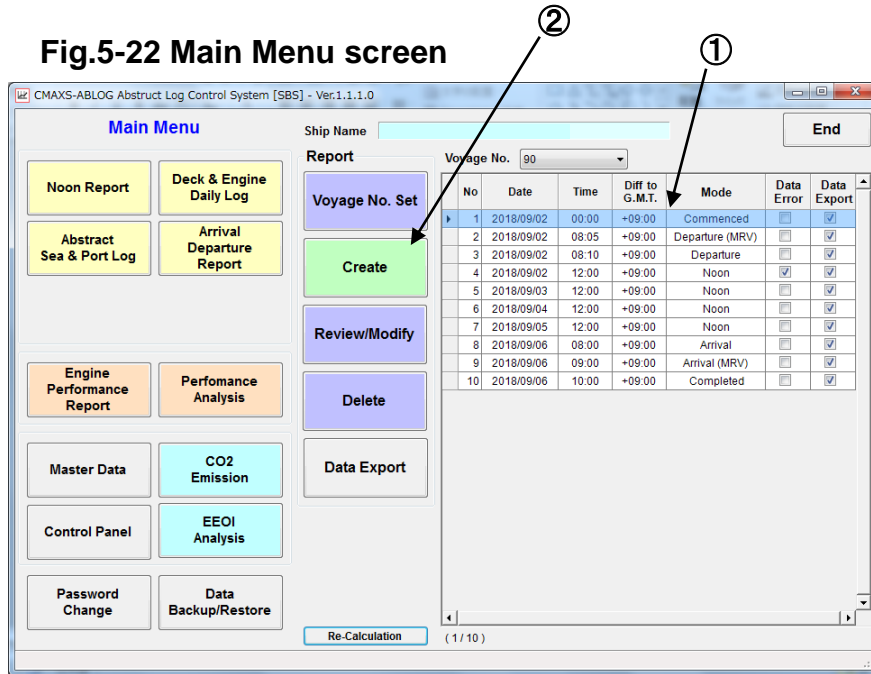 ②
Fig.5-22 Main Menu screen
①
CMAXS-ABLOG Abstruct Log Control System [SBS] - Ver.1.1.1.0
Main Menu
Ship Name
End
Noon Report
Deck & Engine
Daily Log
Abstract
Sea & Port Log
Arrival
Departure
Report
Engine
Performance
Report
Perfomance
Analysis
Master Data
CO2
Emission
Control Panel
EEOI
Analysis
Password
Change
Data
Backup/Restore
Report
Voyage No. Set
Create
Review/Modify
Delete
Data Export
Re-Calculation
Voyage No. 90
No Date Time Diff to G.M.T. Mode Data Error Data Export
1 2018/09/02 00:00 +09:00 Commenced
2 2018/09/02 08:05 +09:00 Departure (MRV)
3 2018/09/02 08:10 +09:00 Departure
4 2018/09/02 12:00 +09:00 Noon
5 2018/09/03 12:00 +09:00 Noon
6 2018/09/04 12:00 +09:00 Noon
7 2018/09/05 12:00 +09:00 Noon
8 2018/09/06 08:00 +09:00 Arrival
9 2018/09/06 09:00 +09:00 Arrival (MRV)
10 2018/09/06 10:00 +09:00 Completed
( 1 / 10 )